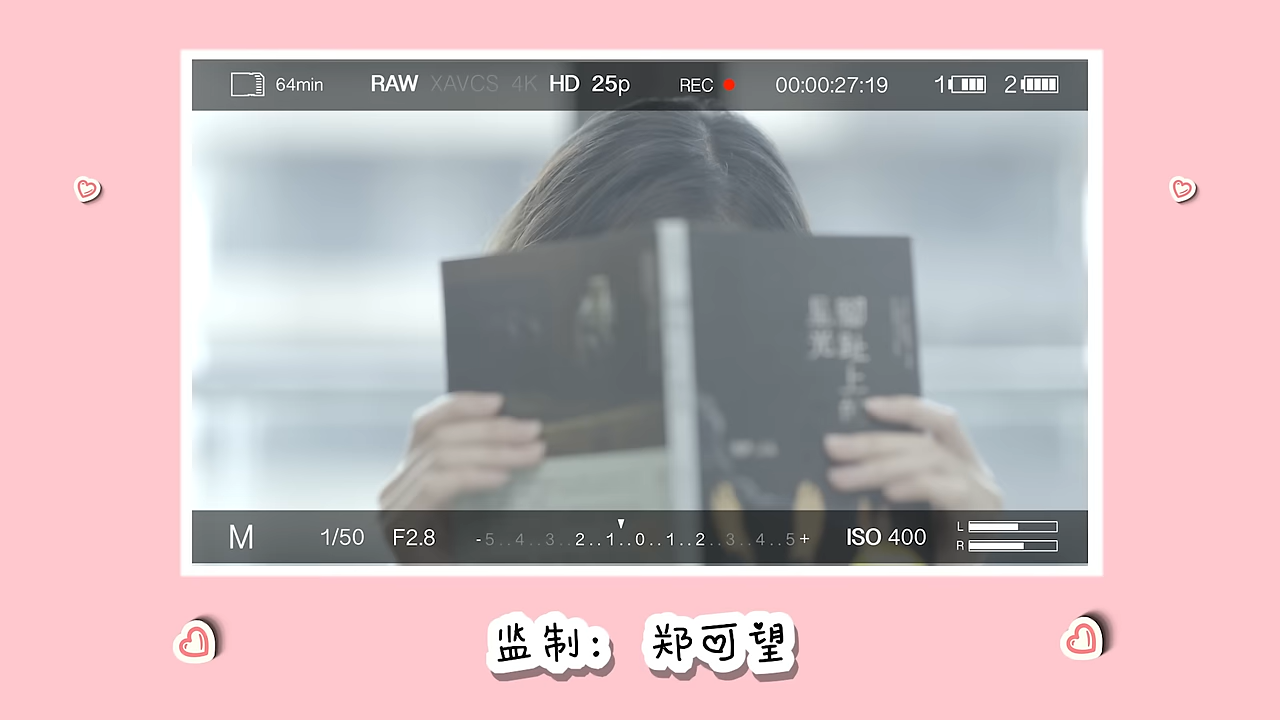 64min RAW XAVCS 4K HD 25p REC 00:00:27:19 1 2
M 1/50 F2.8 -5..4..3..2..1..0..1..2..3..4..5+ ISO 400 L
R
监制： 郑可望